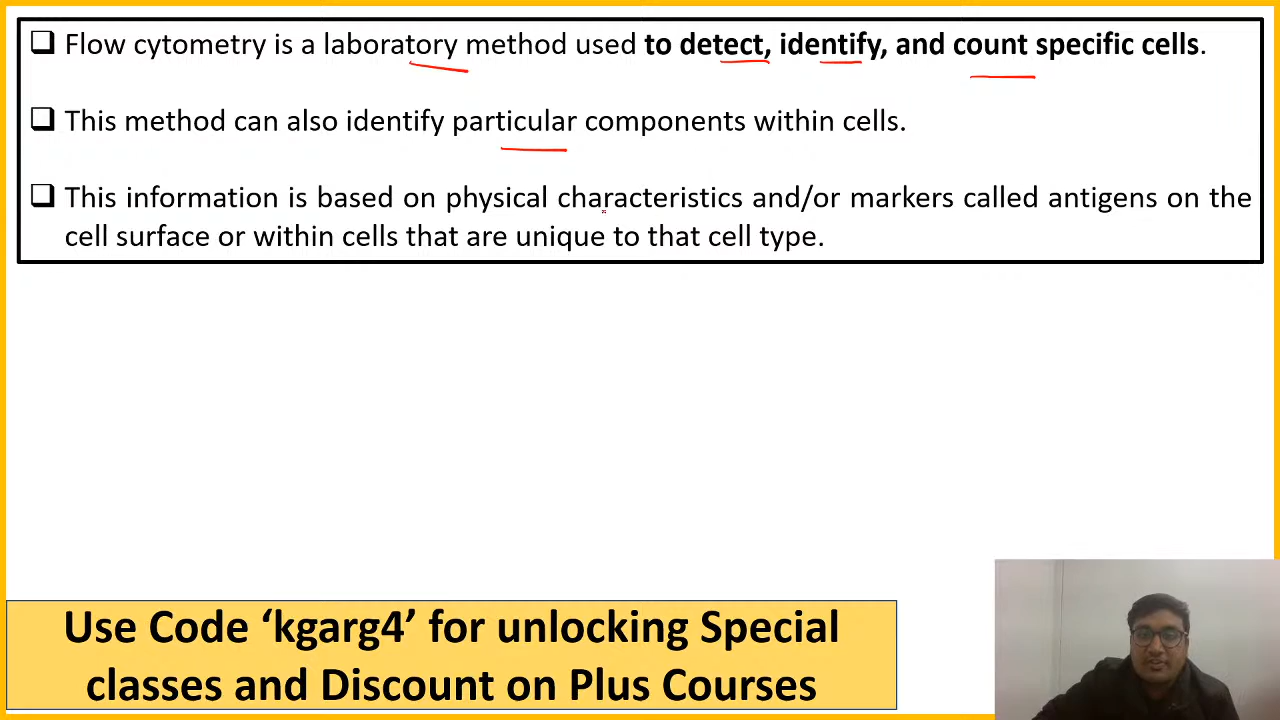 Flow cytometry is a laboratory method used to detect, identify, and count specific cells.
This method can also identify particular components within cells.
This information is based on physical characteristics and/or markers called antigens on the
cell surface or within cells that are unique to that cell type.
Use Code ‘kgarg4’ for unlocking Special
classes and Discount on Plus Courses